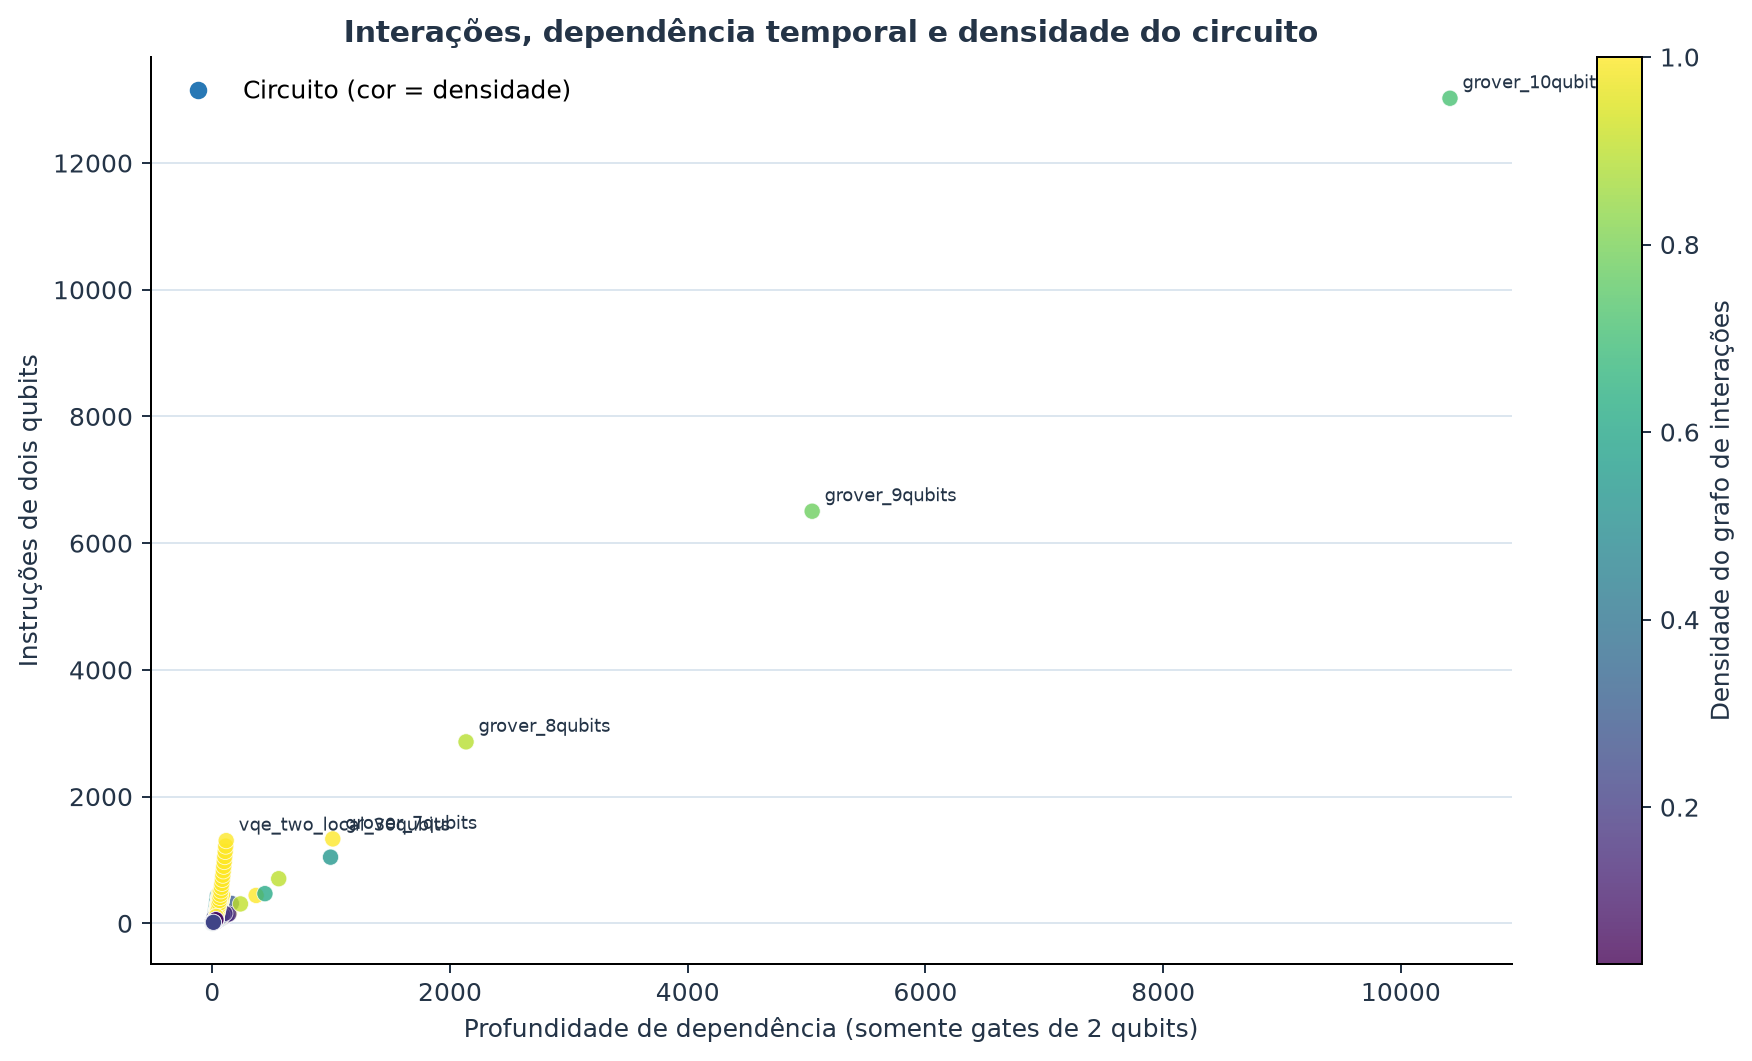 Interações, dependência temporal e densidade do circuito
Circuito (cor = densidade)
grover_10qubit
grover_9qubits
grover_8qubits
vqe_two_local_30qubits
grover_7qubits
12000
10000
8000
6000
4000
2000
0
Instruções de dois qubits
0
2000
4000
6000
8000
10000
Profundidade de dependência (somente gates de 2 qubits)
1.0
0.8
0.6
0.4
0.2
Densidade do grafo de interações